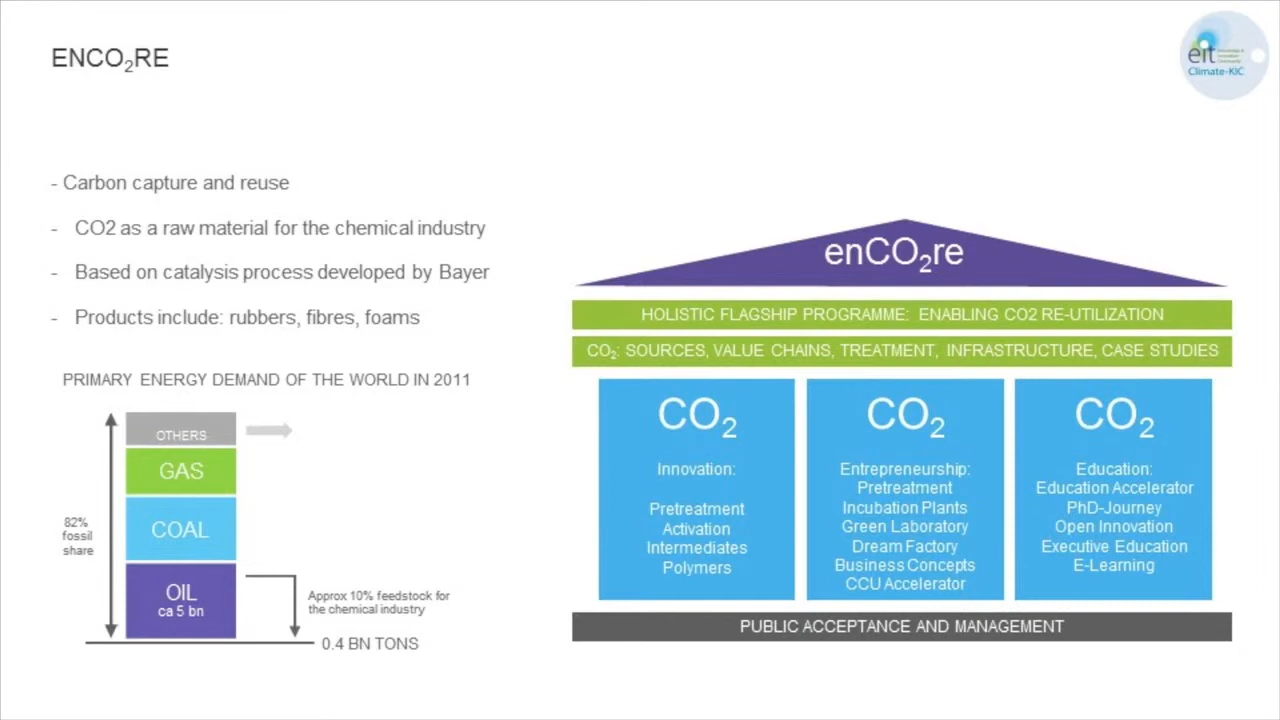 ENCO₂RE
eit
Climate-KIC
- Carbon capture and reuse
- CO2 as a raw material for the chemical industry
- Based on catalysis process developed by Bayer
- Products include: rubbers, fibres, foams
PRIMARY ENERGY DEMAND OF THE WORLD IN 2011
OTHERS
GAS
COAL
OIL
ca 5 bn
82%
fossil
share
Approx 10% feedstock for
the chemical industry
0.4 BN TONS
enCO₂re
HOLISTIC FLAGSHIP PROGRAMME: ENABLING CO2 RE-UTILIZATION
CO₂: SOURCES, VALUE CHAINS, TREATMENT, INFRASTRUCTURE, CASE STUDIES
CO₂
Innovation:
Pretreatment
Activation
Intermediates
Polymers
CO₂
Entrepreneurship:
Pretreatment
Incubation Plants
Green Laboratory
Dream Factory
Business Concepts
CCU Accelerator
CO₂
Education:
Education Accelerator
PhD-Journey
Open Innovation
Executive Education
E-Learning
PUBLIC ACCEPTANCE AND MANAGEMENT